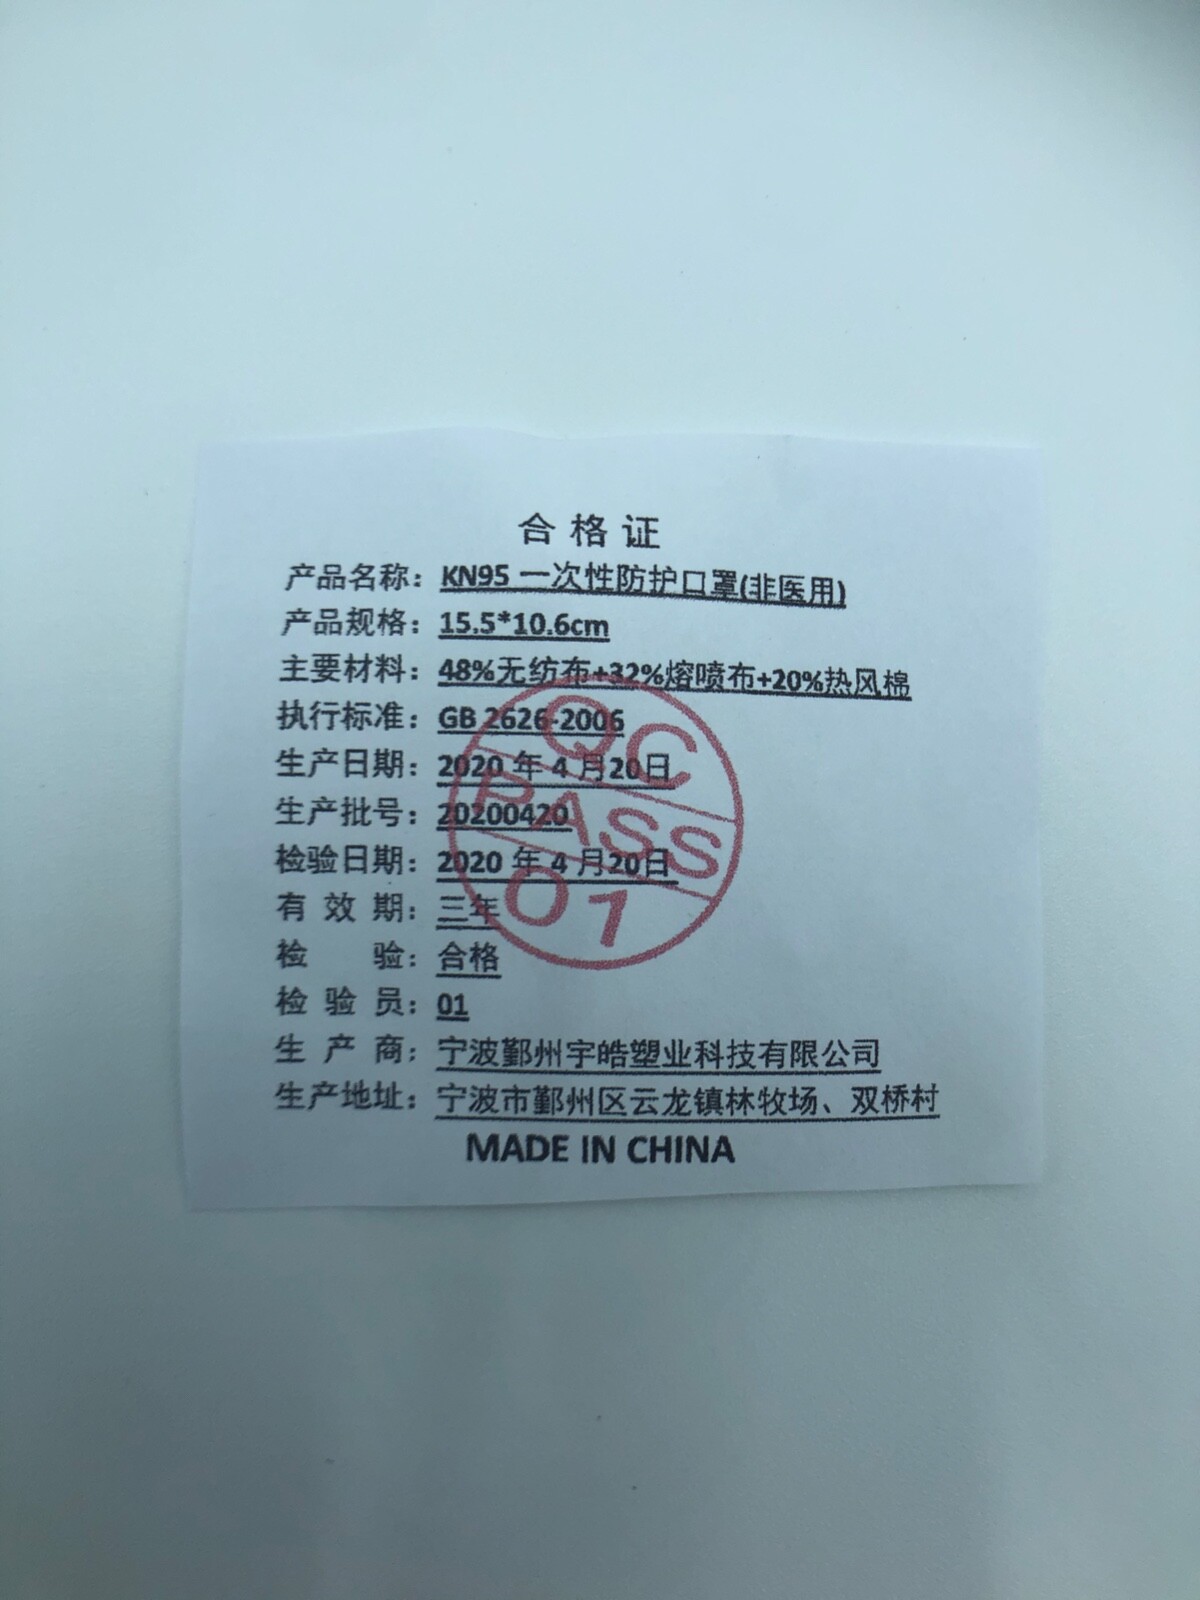 合格证
产品名称：KN95 一次性防护口罩(非医用)
产品规格：15.5*10.6cm
主要材料：48%无纺布+32%熔喷布+20%热风棉
执行标准：GB 2626-2006
生产日期：2020 年 4 月20日
生产批号：20200420
检验日期：2020 年 4 月20日
有效期：三年
检验：合格
检验员：01
生产商：宁波鄞州宇皓塑业科技有限公司
生产地址：宁波市鄞州区云龙镇林牧场、双桥村
MADE IN CHINA
QC
PASS
01